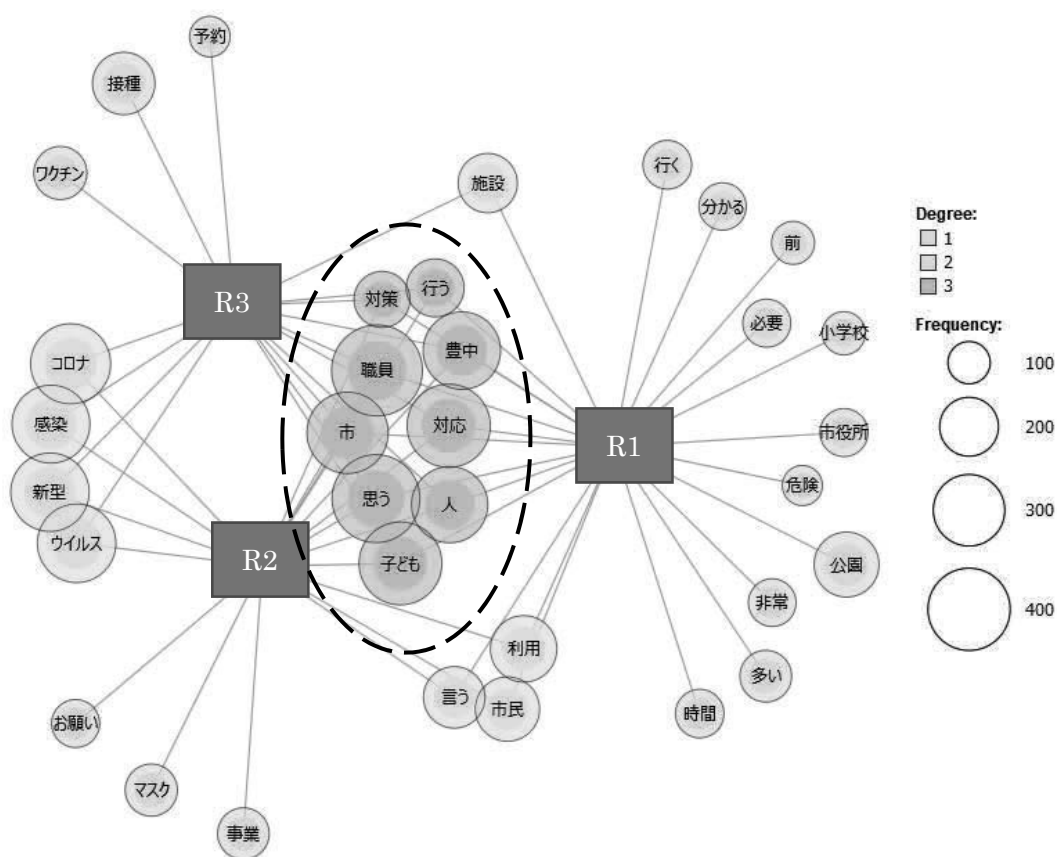 予約
接種
ワクチン
施設
行く
分かる
前
必要
小学校
市役所
危険
公園
非常
多い
時間
R3
R1
R2
対策
行う
豊中
職員
市
対応
思う
人
子ども
コロナ
感染
新型
ウイルス
利用
言う
市民
お願い
マスク
事業
Degree:
1
2
3
Frequency:
100
200
300
400